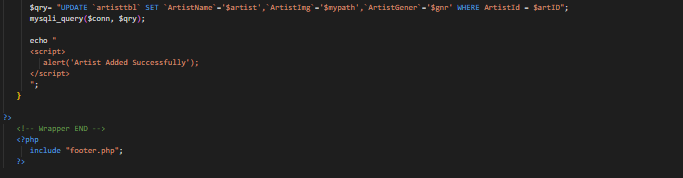 $qry= "UPDATE `artisttbl` SET `ArtistName`='$artist',`ArtistImg`='$mypath',`ArtistGener`='$gnr' WHERE ArtistId = $artID";
mysqli_query($conn, $qry);
echo "
<script>
alert('Artist Added Successfully');
</script>
";
}
?>
<!-- Wrapper END -->
<?php
include "footer.php";
?>